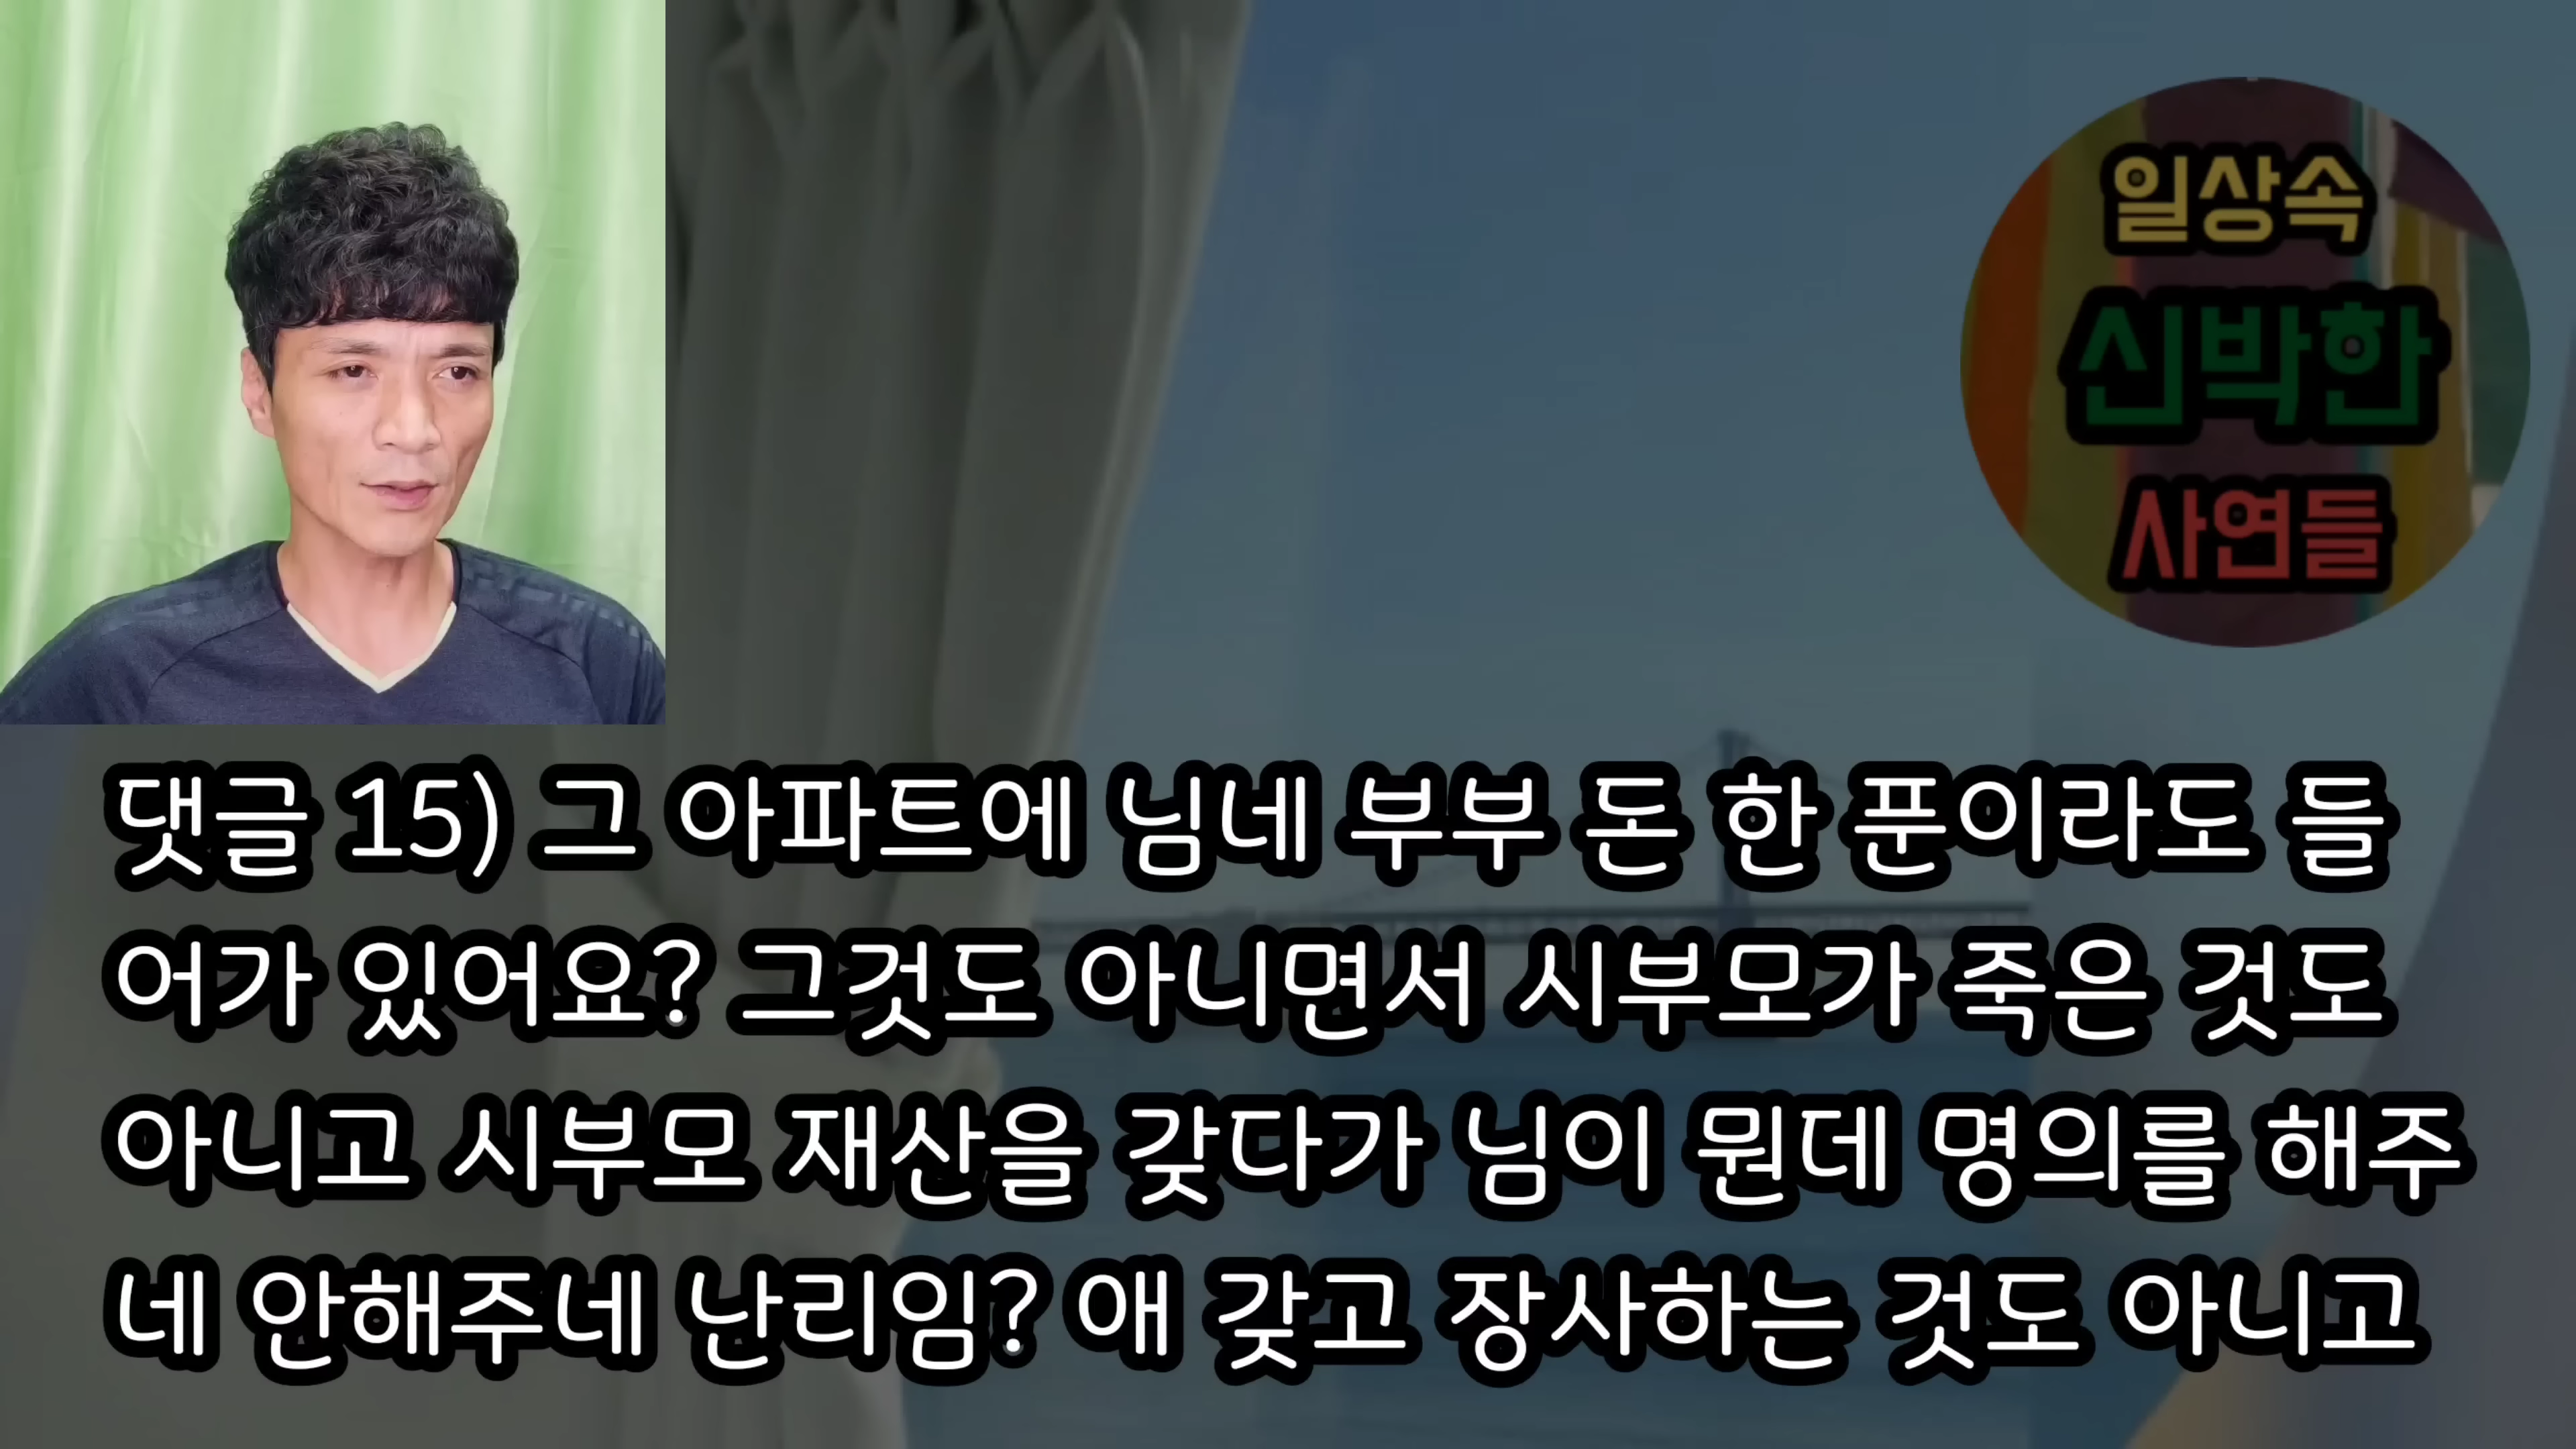 일상속
신박한
사연들
댓글 15) 그 아파트에 님네 부부 돈 한 푼이라도 들
어가 있어요? 그것도 아니면서 시부모가 죽은 것도
아니고 시부모 재산을 갖다가 님이 뭔데 명의를 해주
네 안해주네 난리임? 애 갖고 장사하는 것도 아니고